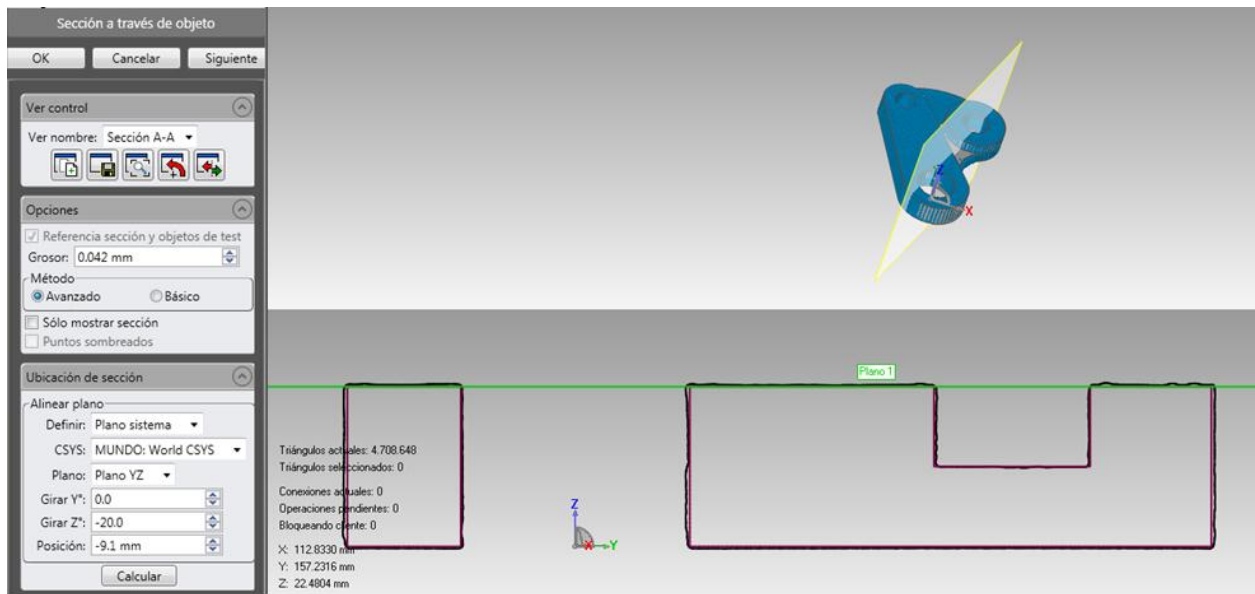 Sección a través de objeto
OK Cancelar Siguiente
Ver control
Ver nombre: Sección A-A
Opciones
Referencia sección y objetos de test
Grosor: 0.042 mm
Método
Avanzado Básico
Sólo mostrar sección
Puntos sombreados
Ubicación de sección
Alinear plano
Definir: Plano sistema
CSYS: MUNDO: World CSYS
Plano: Plano YZ
Girar Y°: 0.0
Girar Z°: -20.0
Posición: -9.1 mm
Calcular
Z
X
Plano 1
Triángulos actuales: 4.708.648
Triángulos seleccionados: 0
Conexiones actuales: 0
Operaciones pendientes: 0
Bloqueando cliente: 0
X: 112.8330 mm
Y: 157.2316 mm
Z: 22.4804 mm
Z
X Y